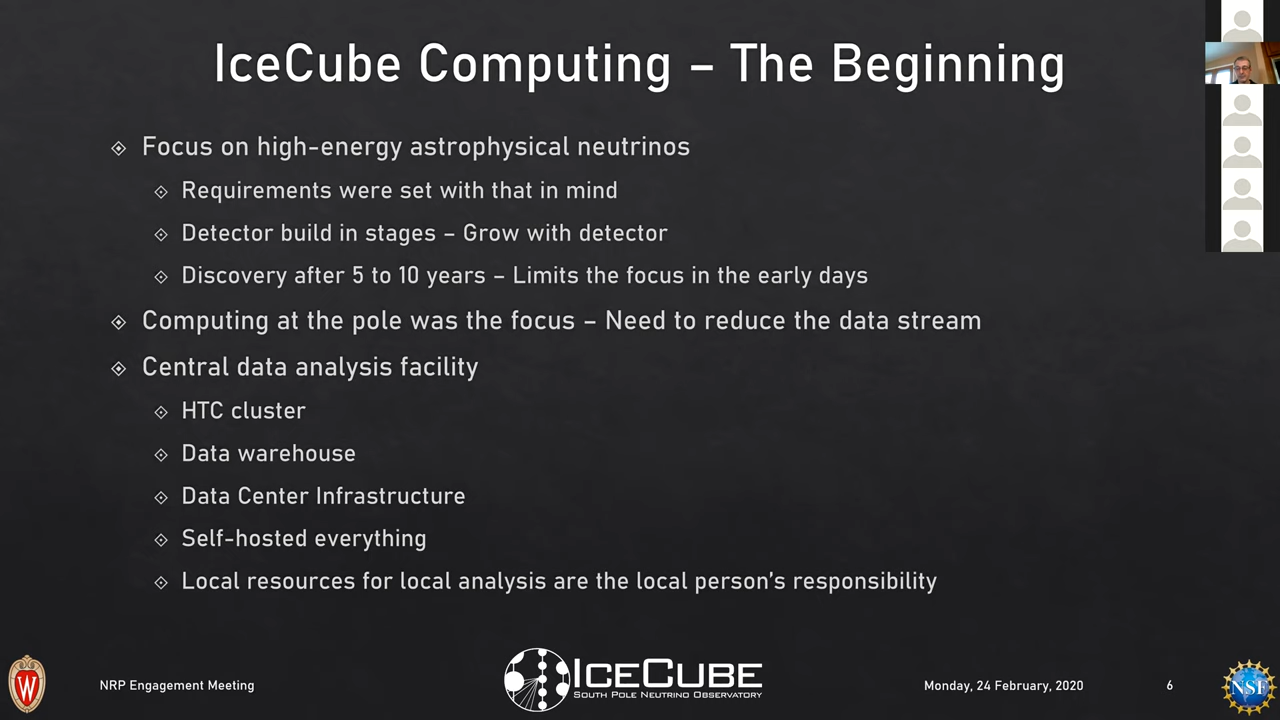 IceCube Computing – The Beginning
Focus on high-energy astrophysical neutrinos
Requirements were set with that in mind
Detector build in stages – Grow with detector
Discovery after 5 to 10 years – Limits the focus in the early days
Computing at the pole was the focus – Need to reduce the data stream
Central data analysis facility
HTC cluster
Data warehouse
Data Center Infrastructure
Self-hosted everything
Local resources for local analysis are the local person's responsibility
W
NRP Engagement Meeting
ICECUBE
SOUTH POLE NEUTRINO OBSERVATORY
Monday, 24 February, 2020
6
NSF